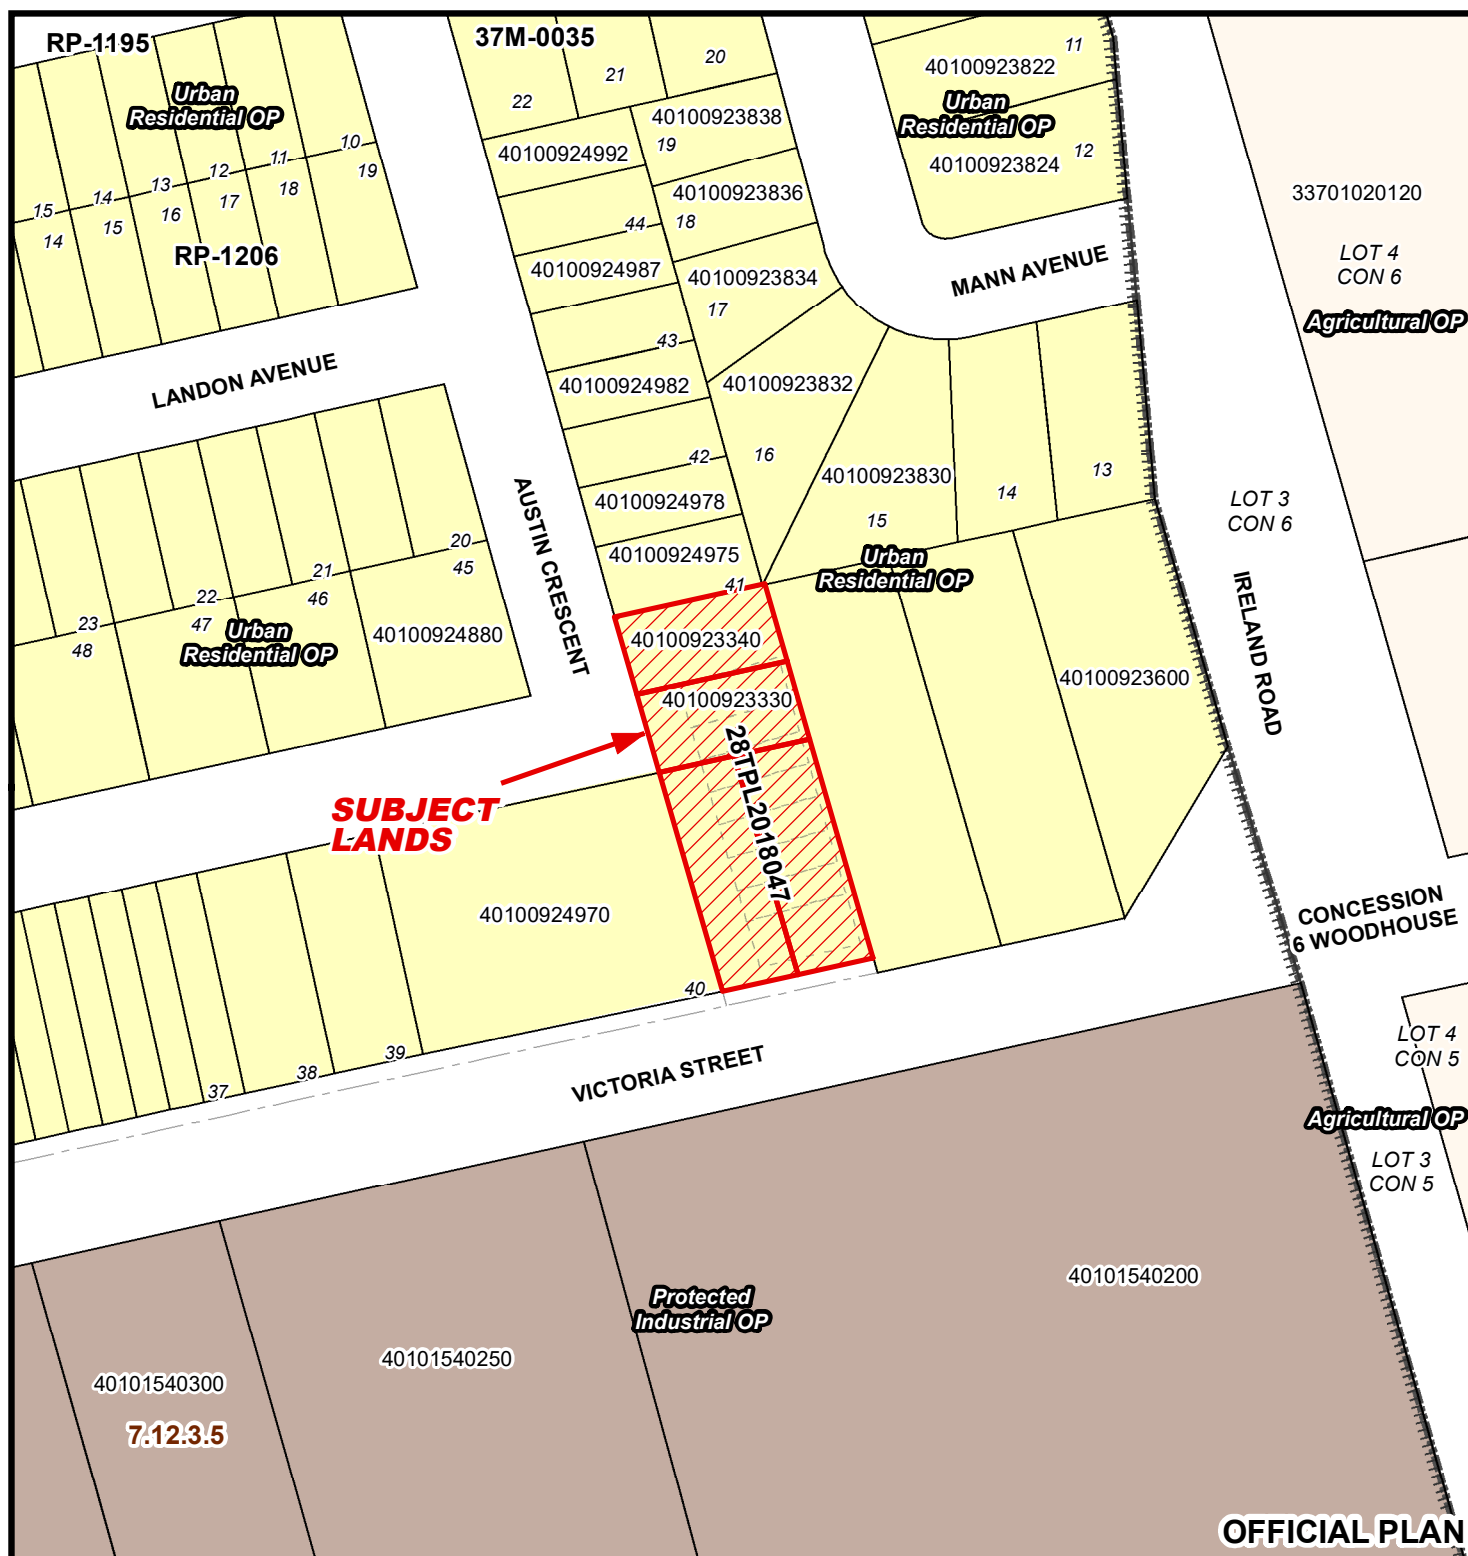 RP-1195
37M-0035
20
21
22
11
40100923822
Urban
Residential OP
Urban
Residential OP
40100923838
19
40100924992
40100923824
12
10
11
12
13
14
15
19
18
17
16
15
14
40100923836
18
44
33701020120
LOT 4
CON 6
Agricultural OP
RP-1206
40100924987
40100923834
17
MANN AVENUE
43
LANDON AVENUE
40100924982
40100923832
42
16
40100923830
15
14
13
40100924978
LOT 3
CON 6
AUSTIN CRESCENT
40100924975
41
Urban
Residential OP
IRELAND ROAD
20
45
21
46
22
47
23
48
Urban
Residential OP
40100924880
40100923340
40100923600
40100923330
28TPL2018047
SUBJECT
LANDS
40100924970
CONCESSION
6 WOODHOUSE
40
39
38
37
VICTORIA STREET
LOT 4
CON 5
Agricultural OP
LOT 3
CON 5
40101540200
Protected
Industrial OP
40101540250
40101540300
7.12.3.5
OFFICIAL PLAN